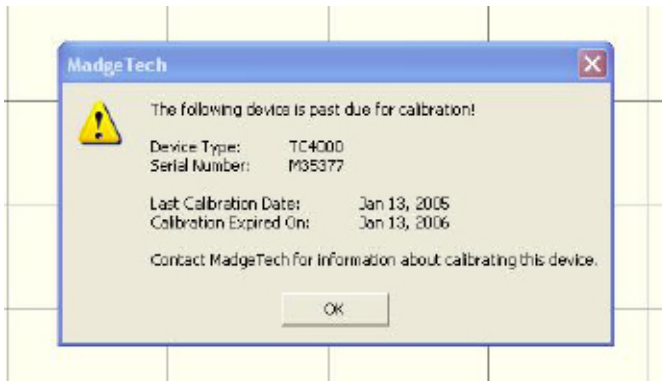 MadgeTech
The following device is past due for calibration!
Device Type: TC4000
Serial Number: M35377
Last Calibration Date: Jan 13, 2005
Calibration Expired On: Jan 13, 2006
Contact MadgeTech for information about calibrating this device.
OK